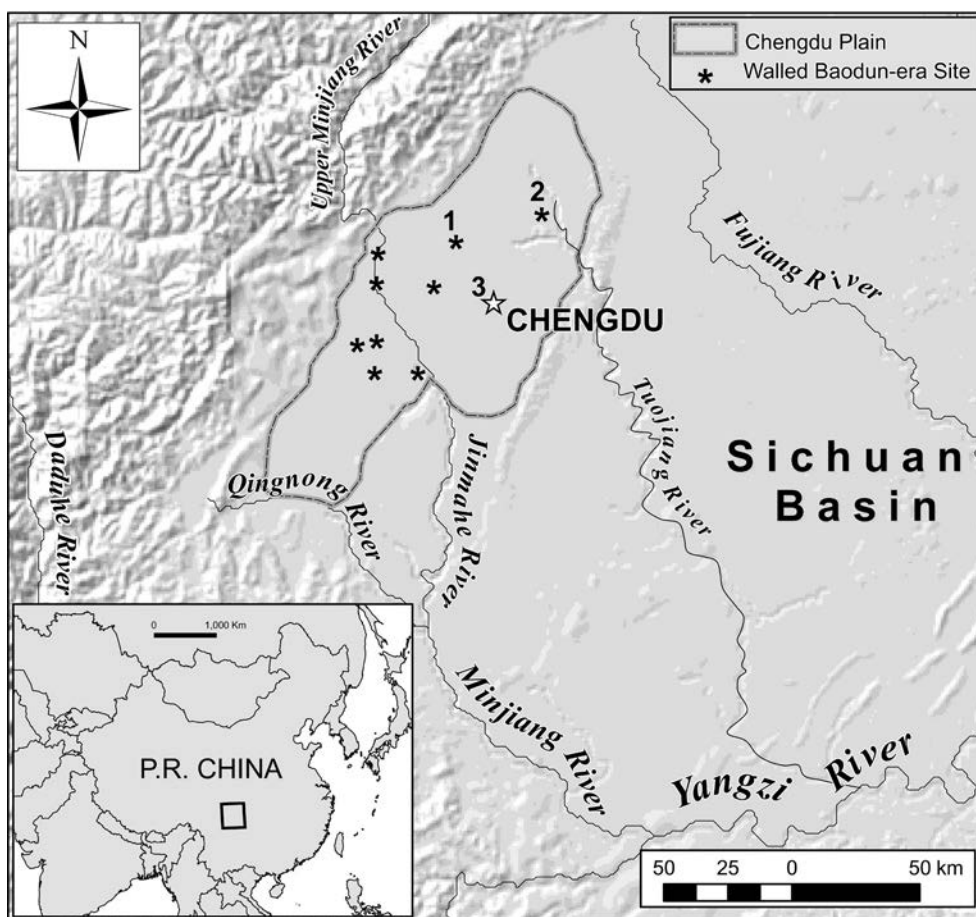 N
Upper Minjiang River
Chengdu Plain
* Walled Baodun-era Site
1
2
3
CHENGDU
Fujiang River
Tuojiang River
Sichuan
Basin
Daduhe River
Qingnong
River
Jinmahe River
Minjiang River
Yangzi River
0 1,000 Km
P.R. CHINA
50 25 0 50 km